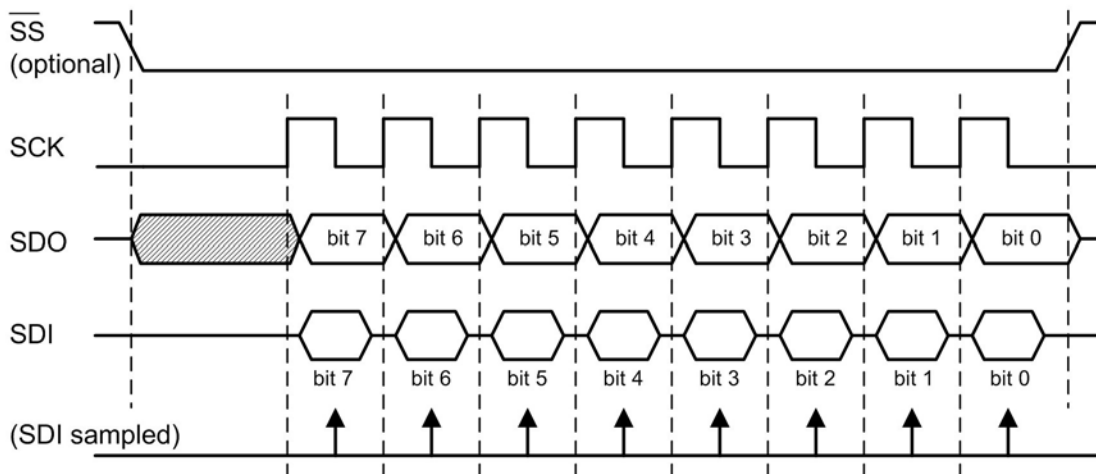 SS
(optional)
SCK
SDO
bit 7 bit 6 bit 5 bit 4 bit 3 bit 2 bit 1 bit 0
SDI
bit 7 bit 6 bit 5 bit 4 bit 3 bit 2 bit 1 bit 0
(SDI sampled)